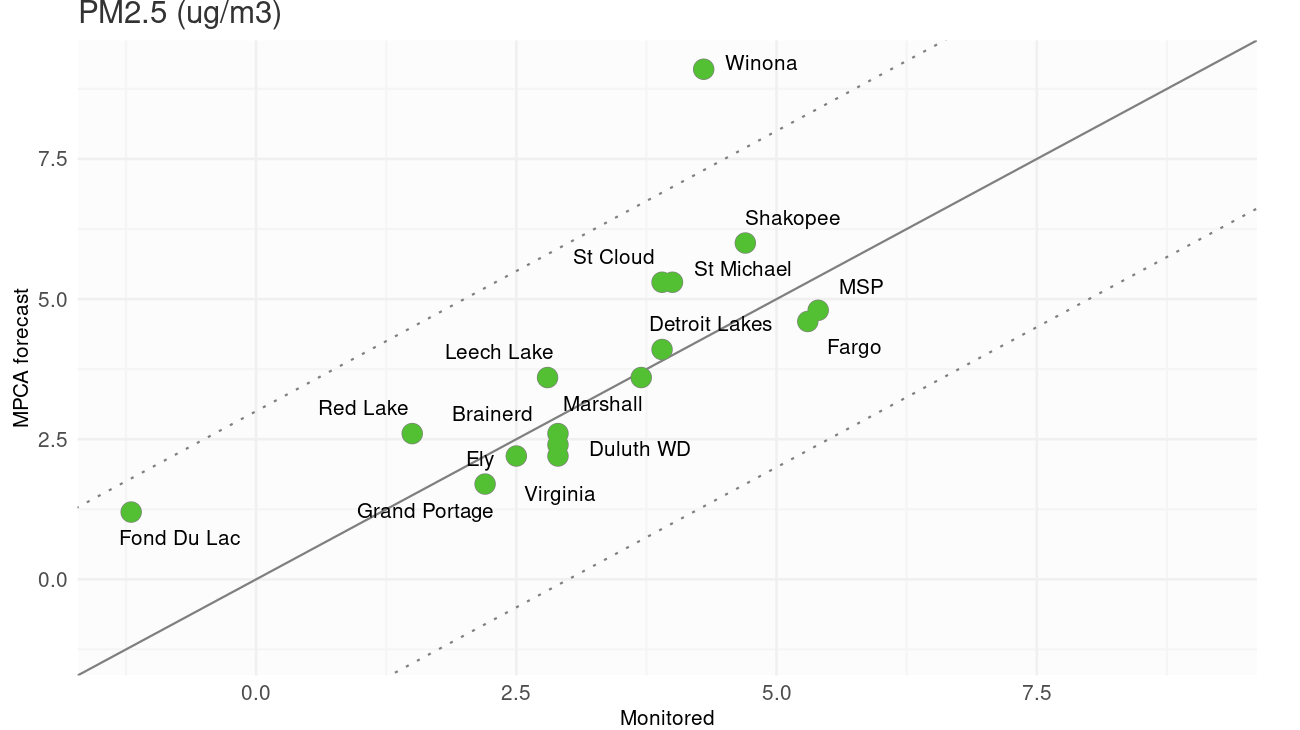 PM2.5 (ug/m3)
Winona
7.5
Shakopee
St Cloud
St Michael
MSP
5.0
Detroit Lakes
Fargo
Leech Lake
MPCA forecast
Marshall
Red Lake
Brainerd
2.5
Duluth WD
Ely
Virginia
Grand Portage
Fond Du Lac
0.0
0.0
2.5
5.0
7.5
Monitored